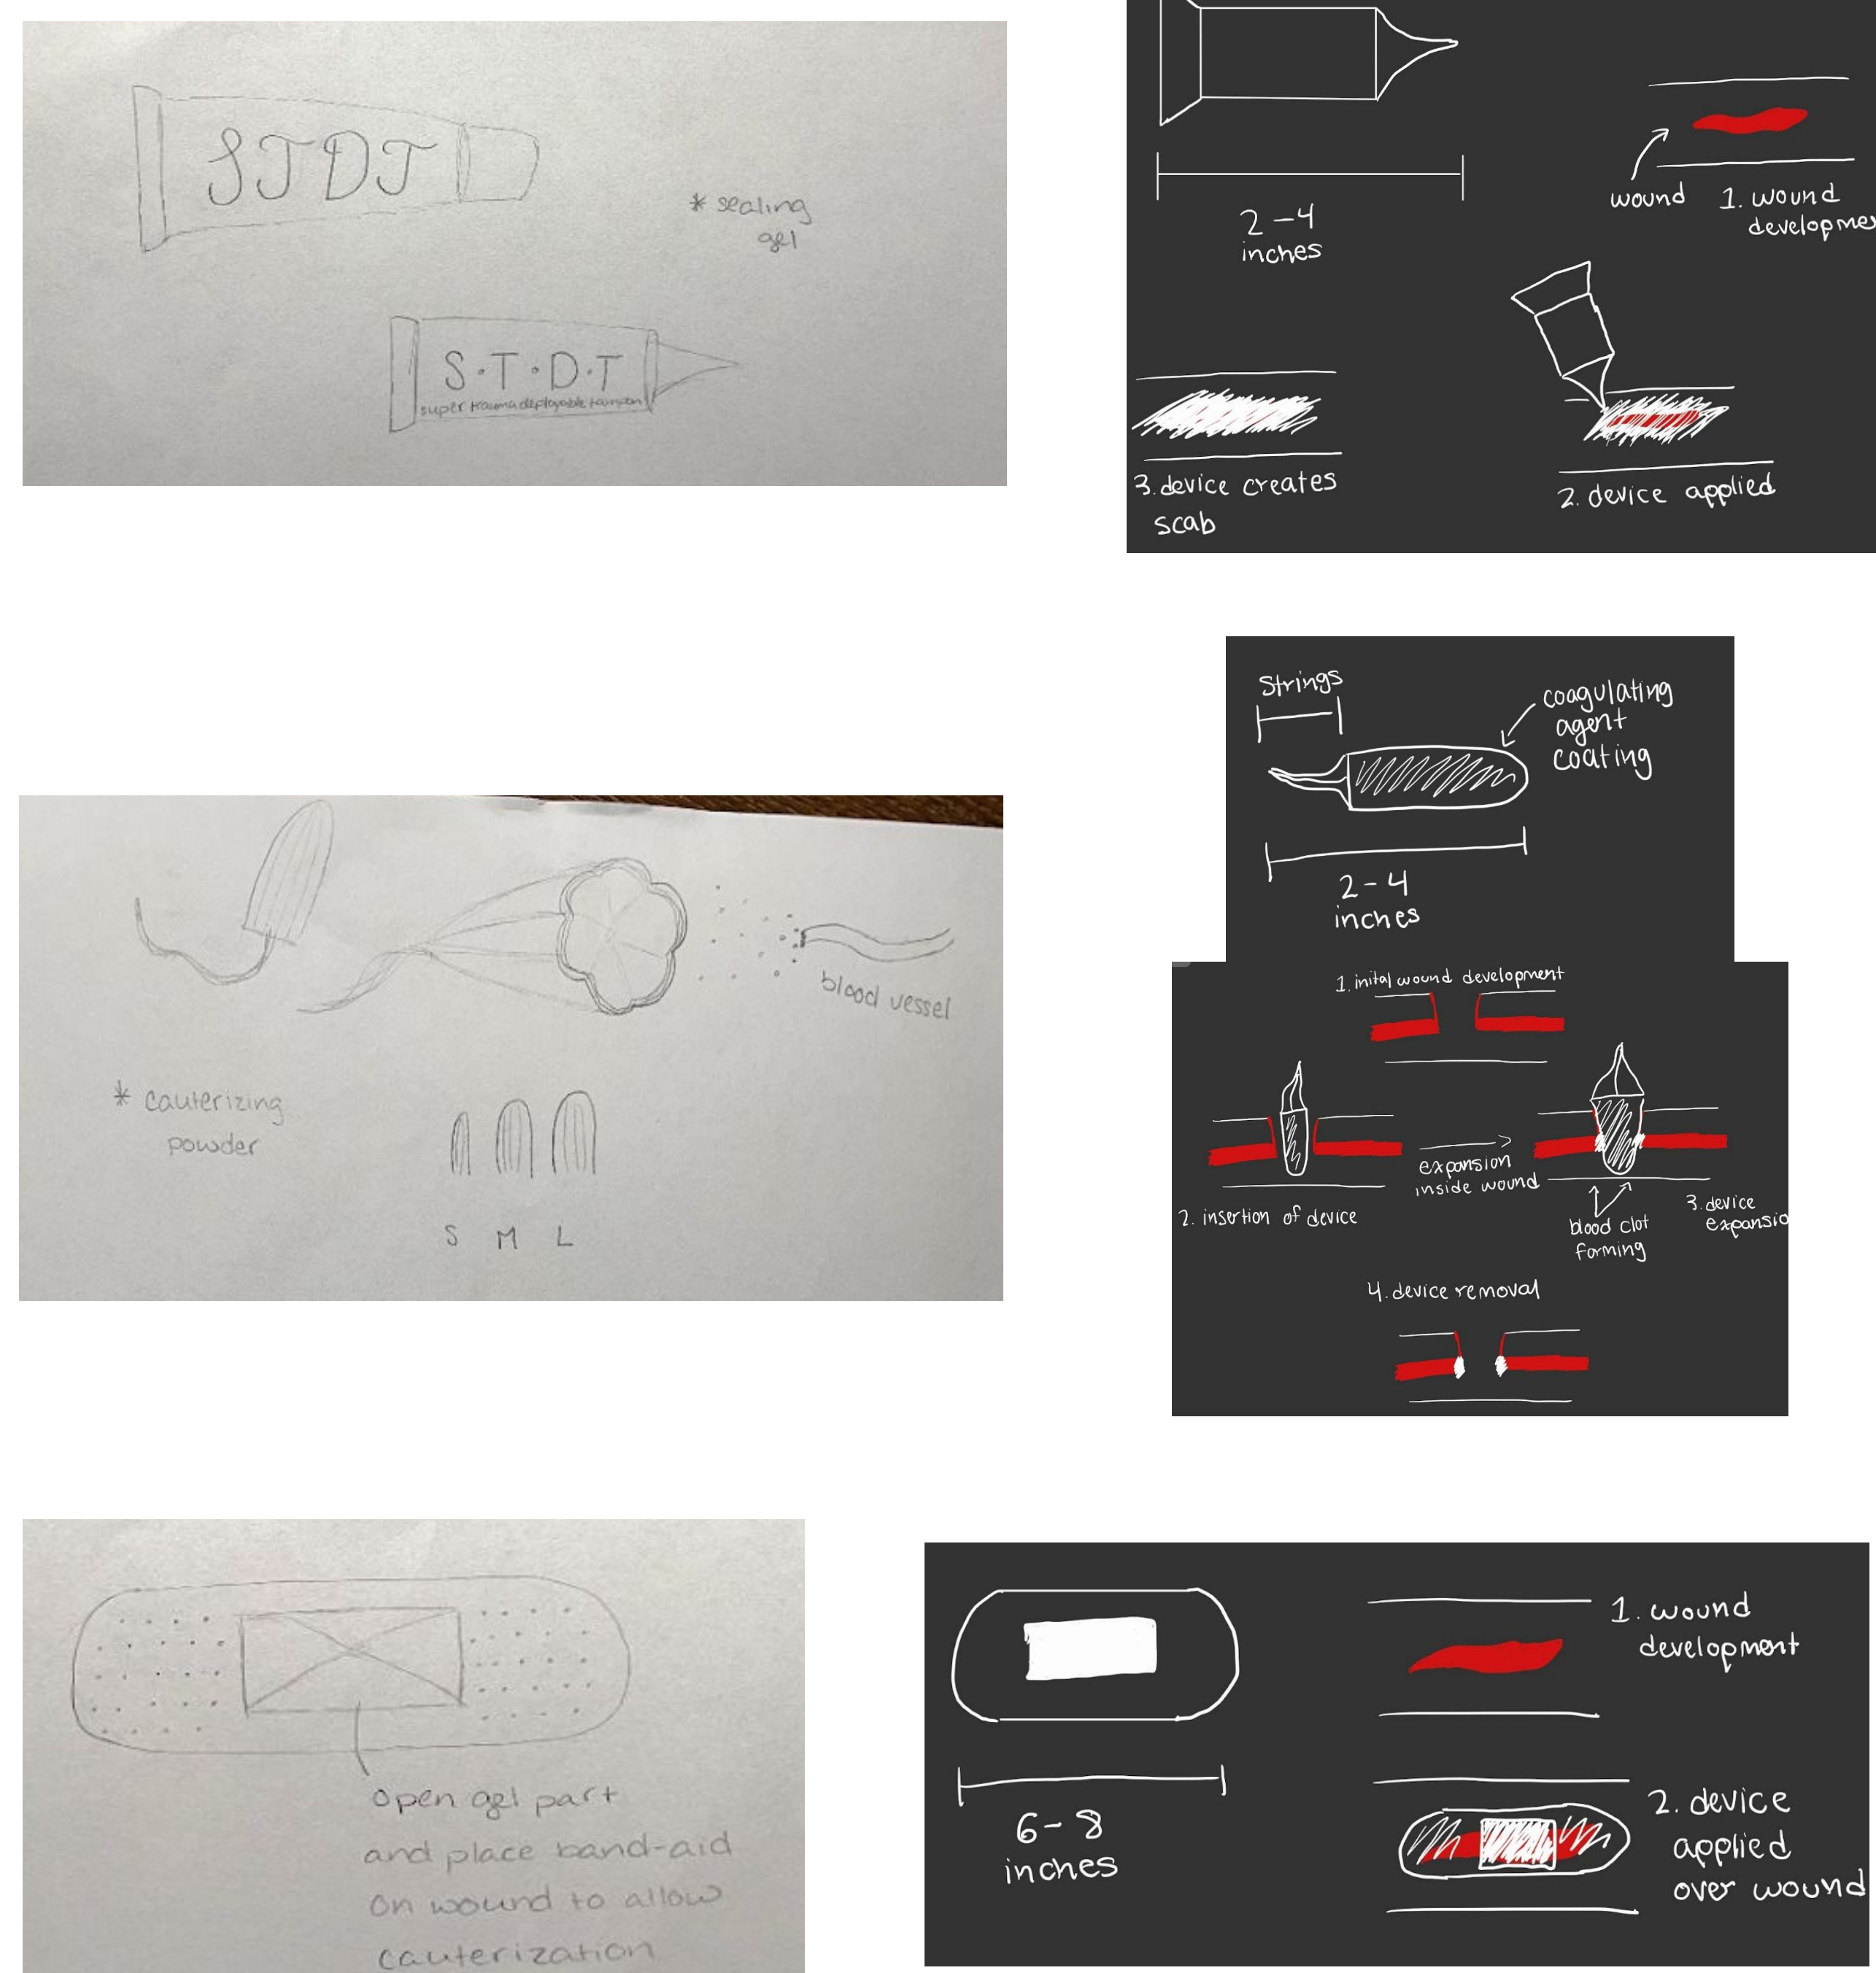 STDT
* sealing
gel
S·T·D·T
super trauma deployable tampon
2-4
inches
wound
1. wound
developme
3. device creates
scab
2. device applied
Strings
coagulating
agent
coating
2-4
inches
blood vessel
* cauterizing
powder
S M L
1. inital wound development
2. insertion of device
expansion
inside wound
blood clot
forming
3. device
expansio
4. device removal
open gel part
and place band-aid
on wound to allow
cauterization
6-8
inches
1. wound
development
2. device
applied
over wound